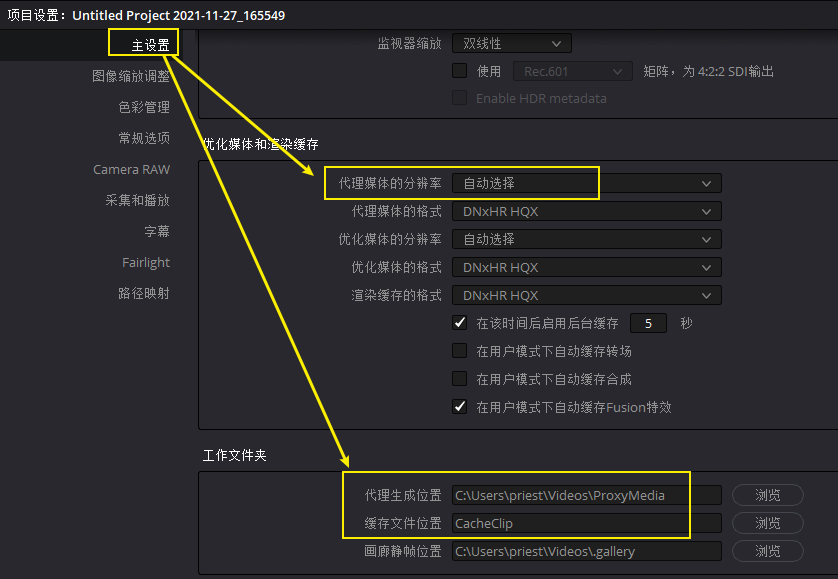 项目设置：Untitled Project 2021-11-27_165549
主设置
图像缩放调整
色彩管理
常规选项
Camera RAW
采集和播放
字幕
Fairlight
路径映射
监视器缩放 双线性
使用 Rec.601 矩阵，为 4:2:2 SDI输出
Enable HDR metadata
优化媒体和渲染缓存
代理媒体的分辨率 自动选择
代理媒体的格式 DNxHR HQX
优化媒体的分辨率 自动选择
优化媒体的格式 DNxHR HQX
渲染缓存的格式 DNxHR HQX
在该时间后启用后台缓存 5 秒
在用户模式下自动缓存转场
在用户模式下自动缓存合成
在用户模式下自动缓存Fusion特效
工作文件夹
代理生成位置 C:\Users\priest\Videos\ProxyMedia 浏览
缓存文件位置 CacheClip 浏览
画廊静帧位置 C:\Users\priest\Videos\.gallery 浏览